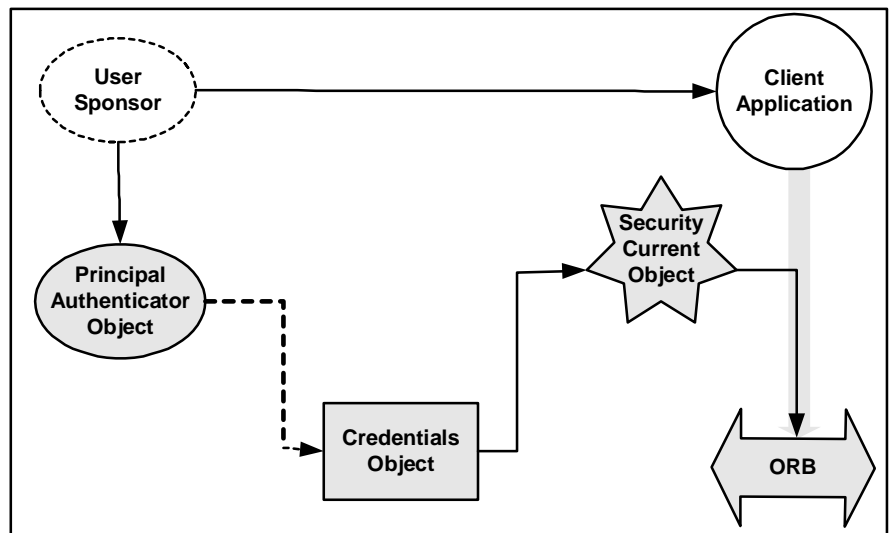 User
Sponsor
Client
Application
Security
Current
Object
Principal
Authenticator
Object
Credentials
Object
ORB